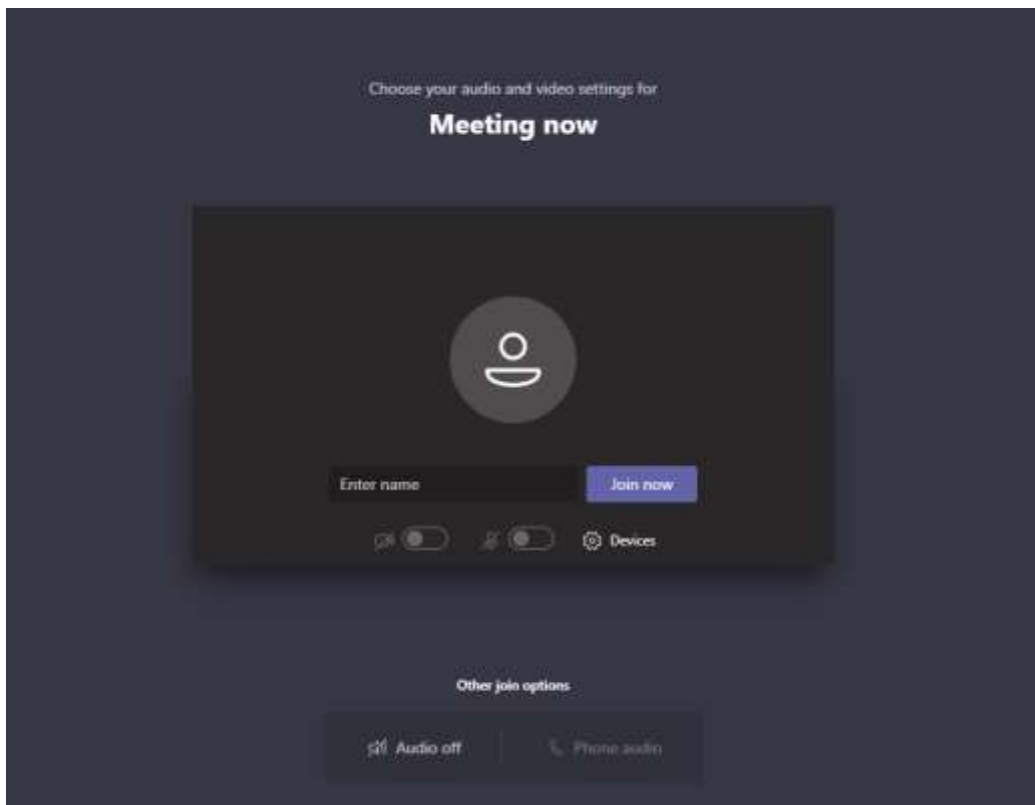 Choose your audio and video settings for
Meeting now
Enter name
Join now
Devices
Other join options
Audio off
Phone audio